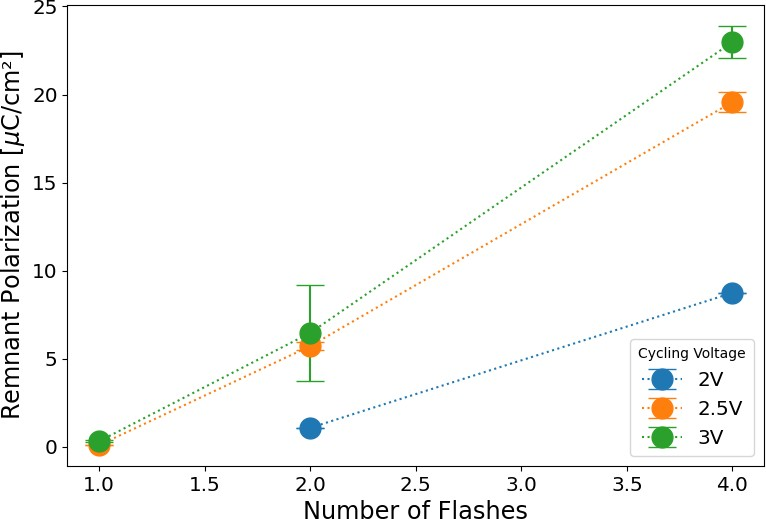 Remnant Polarization [μC/cm²]
25
20
15
10
5
0
1.0 1.5 2.0 2.5 3.0 3.5 4.0
Number of Flashes
Cycling Voltage
2V
2.5V
3V